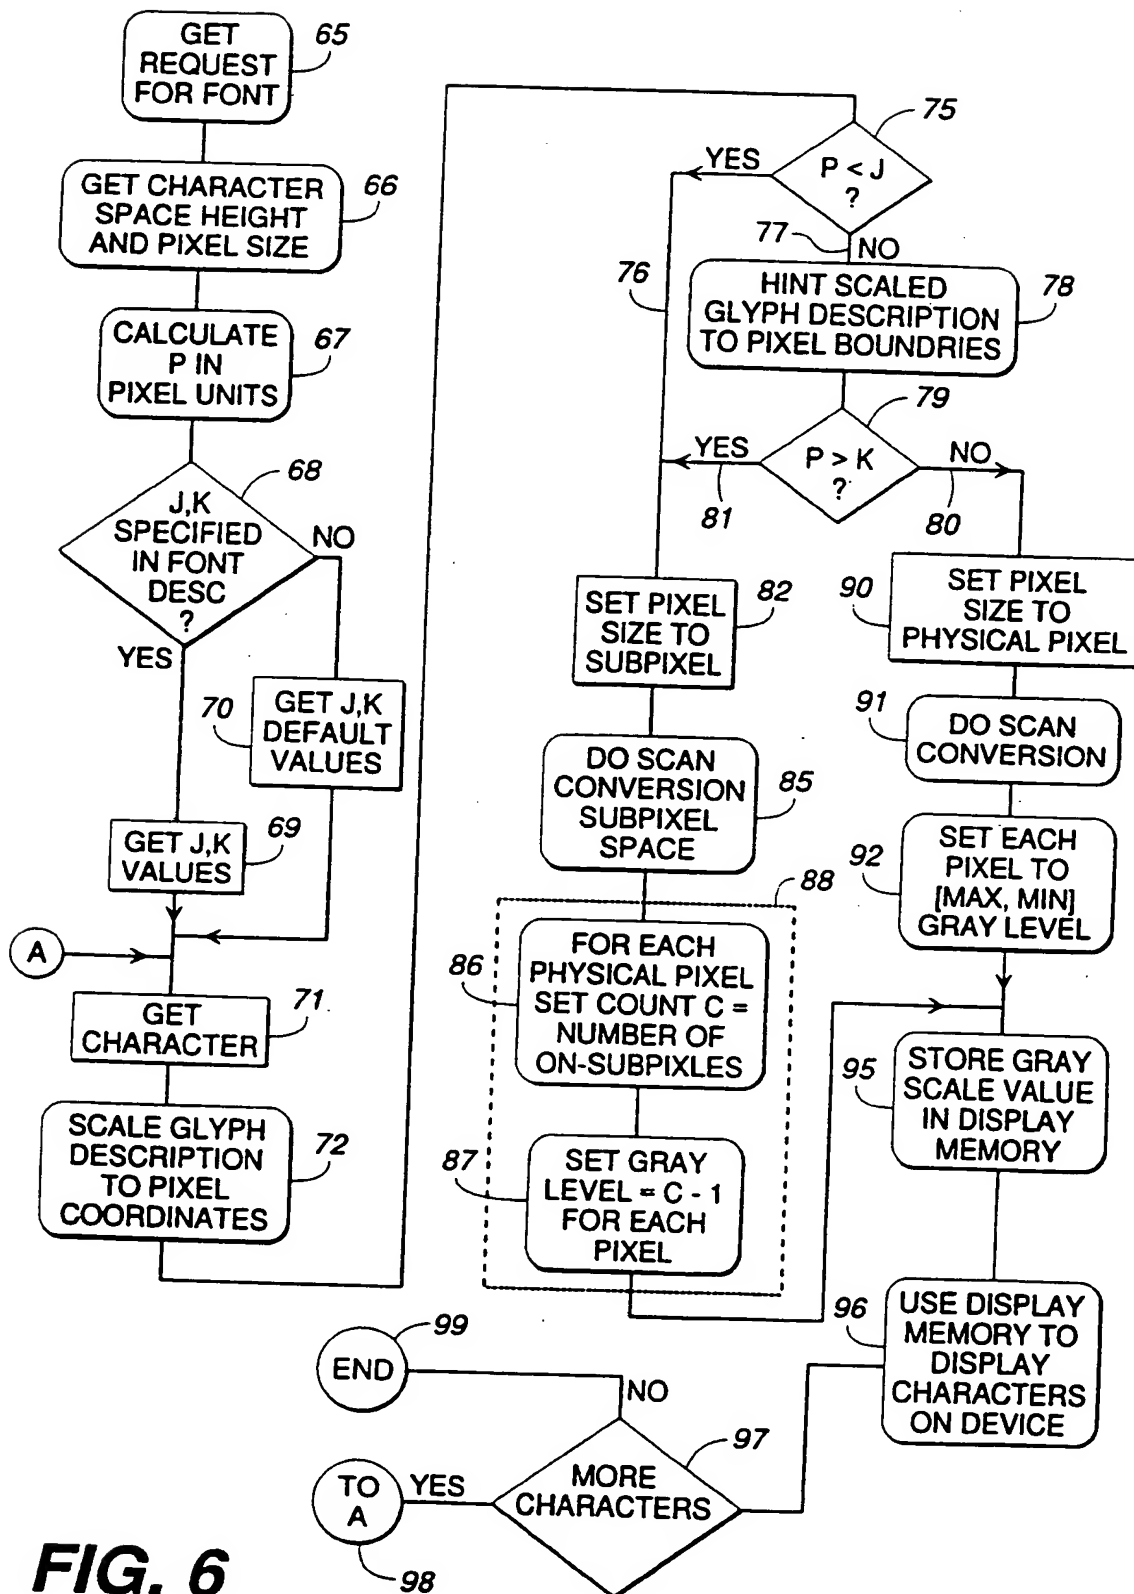 GET
REQUEST
FOR FONT
65
GET CHARACTER
SPACE HEIGHT
AND PIXEL SIZE
66
CALCULATE
P IN
PIXEL UNITS
67
J,K
SPECIFIED
IN FONT
DESC
?
68
NO
YES
70
GET J,K
DEFAULT
VALUES
GET J,K
VALUES
69
A
GET
CHARACTER
71
SCALE GLYPH
DESCRIPTION
TO PIXEL
COORDINATES
72
P < J
?
75
YES
76
77
NO
HINT SCALED
GLYPH DESCRIPTION
TO PIXEL BOUNDRIES
78
P > K
?
79
YES
81
NO
80
SET PIXEL
SIZE TO
SUBPIXEL
82
DO SCAN
CONVERSION
SUBPIXEL
SPACE
85
88
86
FOR EACH
PHYSICAL PIXEL
SET COUNT C =
NUMBER OF
ON-SUBPIXLES
87
SET GRAY
LEVEL = C - 1
FOR EACH
PIXEL
90
SET PIXEL
SIZE TO
PHYSICAL PIXEL
91
DO SCAN
CONVERSION
92
SET EACH
PIXEL TO
[MAX, MIN]
GRAY LEVEL
95
STORE GRAY
SCALE VALUE
IN DISPLAY
MEMORY
96
USE DISPLAY
MEMORY TO
DISPLAY
CHARACTERS
ON DEVICE
MORE
CHARACTERS
97
NO
END
99
YES
TO
A
98
FIG. 6